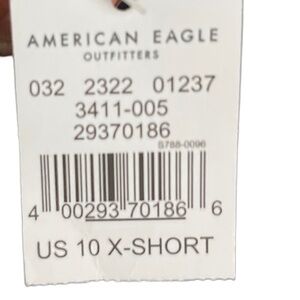 AMERICAN EAGLE
OUTFITTERS
032 2322 01237
3411-005
29370186
S788-0096
4 00293 70186 6
US 10 X-SHORT